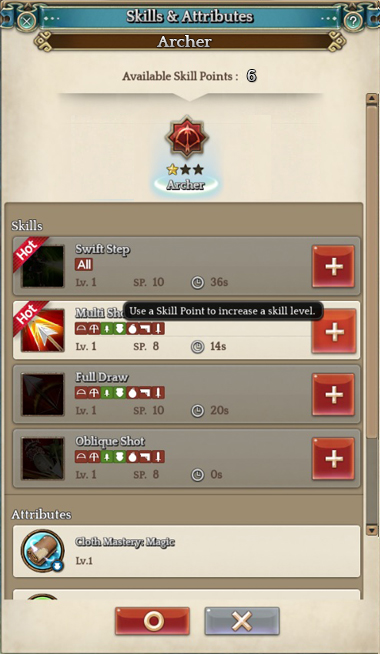 Skills & Attributes
?
Archer
Available Skill Points : 6
Archer
Skills
Hot
Swift Step
All
Lv. 1 SP. 10 36s
Hot
Multi
Use a Skill Point to increase a skill level.
Lv. 1 SP. 8 14s
Full Draw
Lv. 1 SP. 10 20s
Oblique Shot
Lv. 1 SP. 8 0s
Attributes
Cloth Mastery: Magic
Lv.1